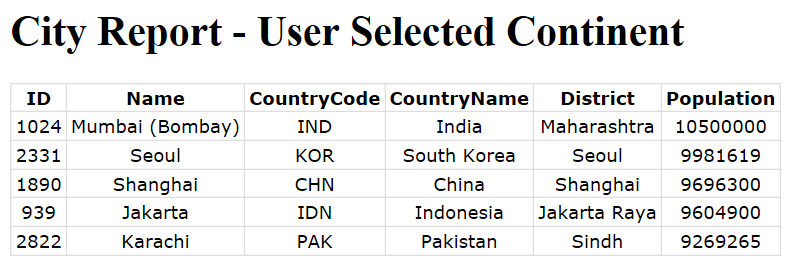 City Report - User Selected Continent
ID Name CountryCode CountryName District Population
1024 Mumbai (Bombay) IND India Maharashtra 10500000
2331 Seoul KOR South Korea Seoul 9981619
1890 Shanghai CHN China Shanghai 9696300
939 Jakarta IDN Indonesia Jakarta Raya 9604900
2822 Karachi PAK Pakistan Sindh 9269265